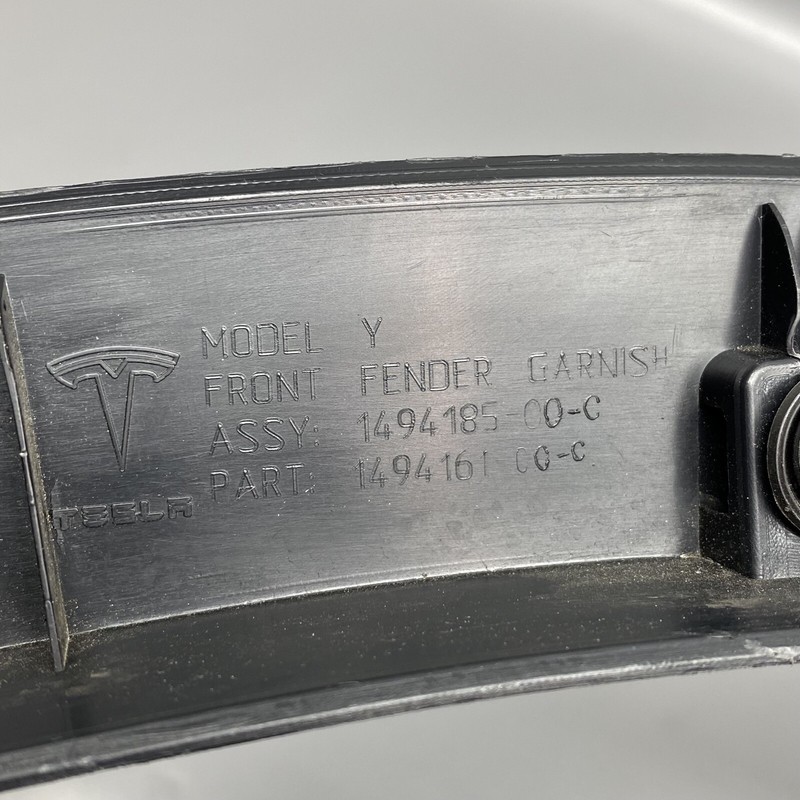 MODEL Y
FRONT FENDER GARNISH
ASSY: 1494185-00-C
PART: 1494161-00-C
TESLA